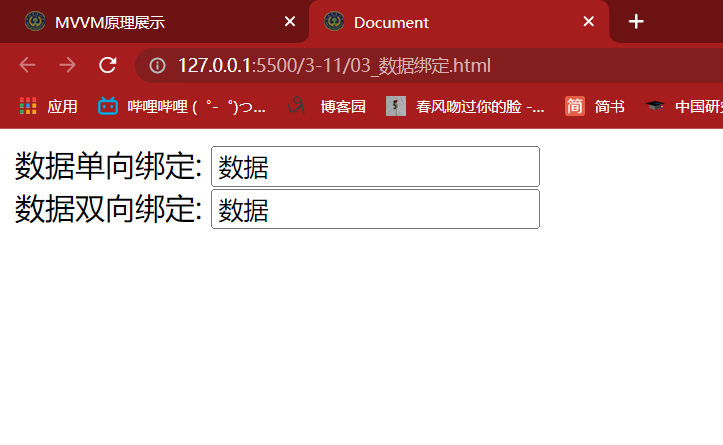 MVVM原理展示
Document
127.0.0.1:5500/3-11/03_数据绑定.html
应用
哔哩哔哩 (゜-゜)つ...
博客园
春风吻过你的脸 -...
简
简书
中国研
数据单向绑定: 数据
数据双向绑定: 数据